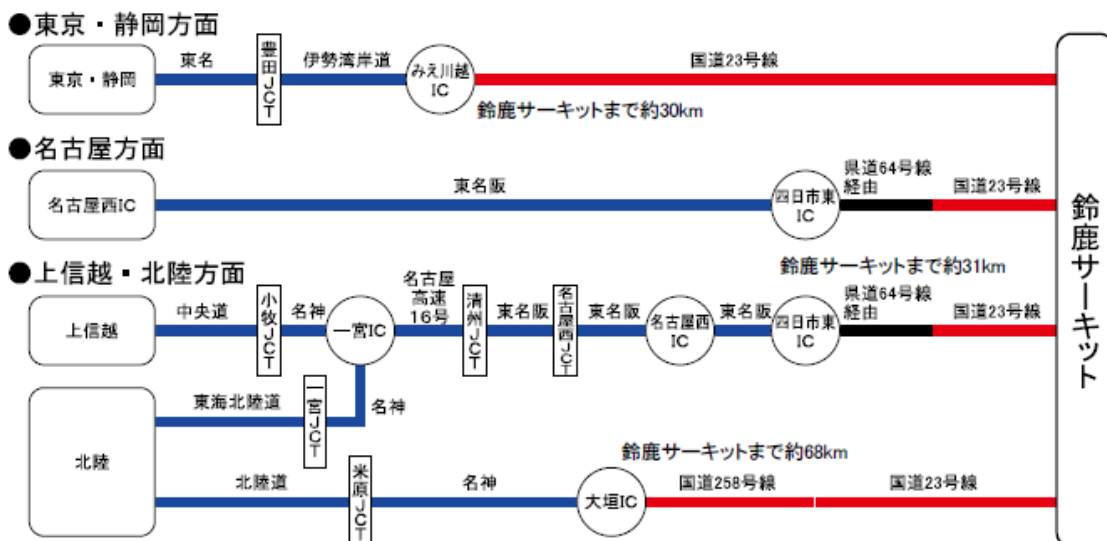 ●東京・静岡方面
東京・静岡
東名
豊田JCT
伊勢湾岸道
みえ川越
IC
国道23号線
鈴鹿サーキットまで約30km
●名古屋方面
名古屋西IC
東名阪
四日市東
IC
県道64号線
経由
国道23号線
鈴鹿サーキットまで約31km
●上信越・北陸方面
上信越
中央道
小牧JCT
名神
一宮IC
名古屋
高速
16号
清州JCT
東名阪
名古屋西JCT
東名阪
名古屋西
IC
東名阪
四日市東
IC
県道64号線
経由
国道23号線
北陸
東海北陸道
一宮JCT
名神
北陸道
米原JCT
名神
大垣IC
鈴鹿サーキットまで約68km
国道258号線
国道23号線
鈴鹿サーキット